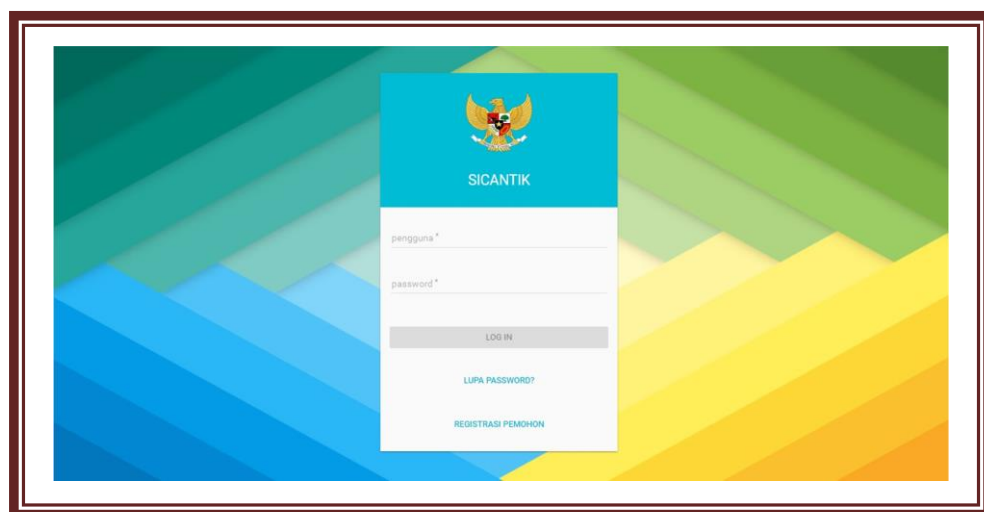 SICANTIK
pengguna *
password *
LOG IN
LUPA PASSWORD?
REGISTRASI PEMOHON